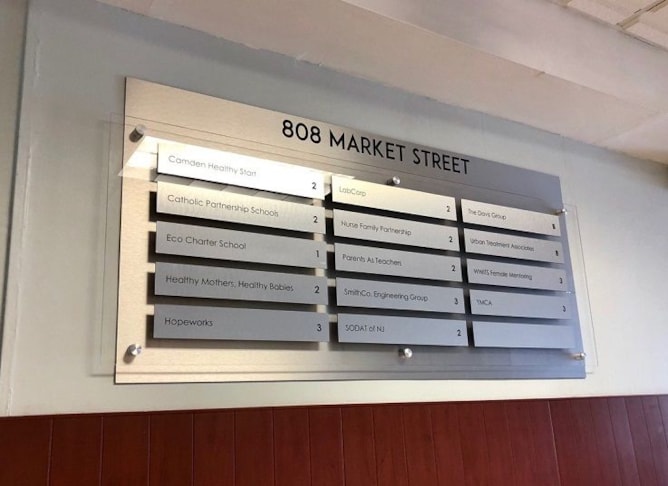 808 MARKET STREET
Camden Healthy Start 2
Catholic Partnership Schools 2
Eco Charter School 1
Healthy Mothers, Healthy Babies 2
Hopeworks 3
LabCorp 2
Nurse Family Partnership 2
Parents As Teachers 2
SmithCo. Engineering Group 3
SODAT of NJ 2
The Davis Group
Urban Treatment Associates
Female Mentoring 3
YMCA 3